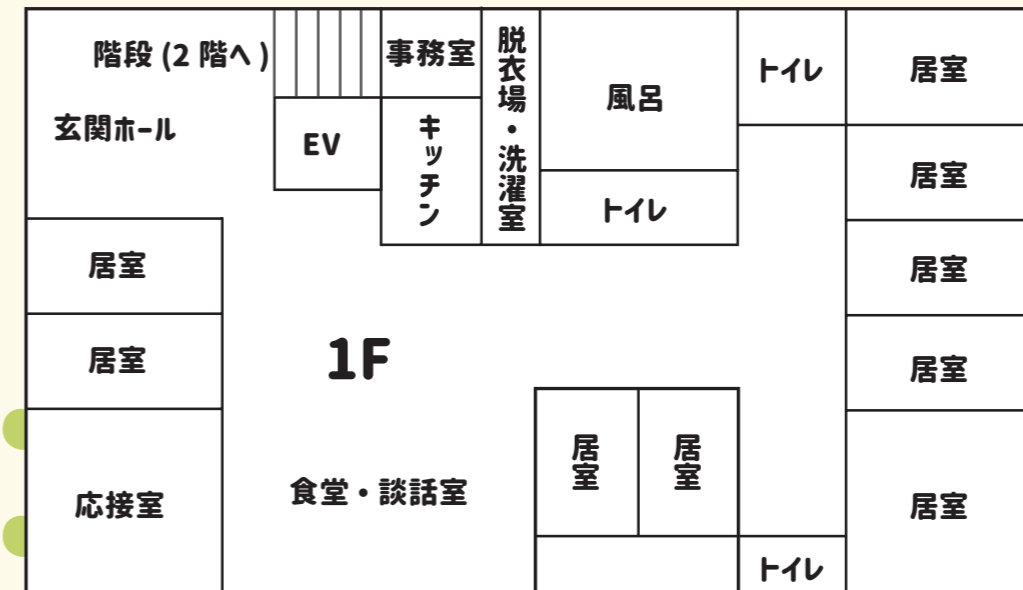 階段 (2 階へ)
事務室
脱衣場・洗濯室
風呂
トイレ
居室
玄関ホール
EV
キッチン
居室
トイレ
居室
居室
居室
1F
居室
居室
居室
応接室
食堂・談話室
居室
トイレ